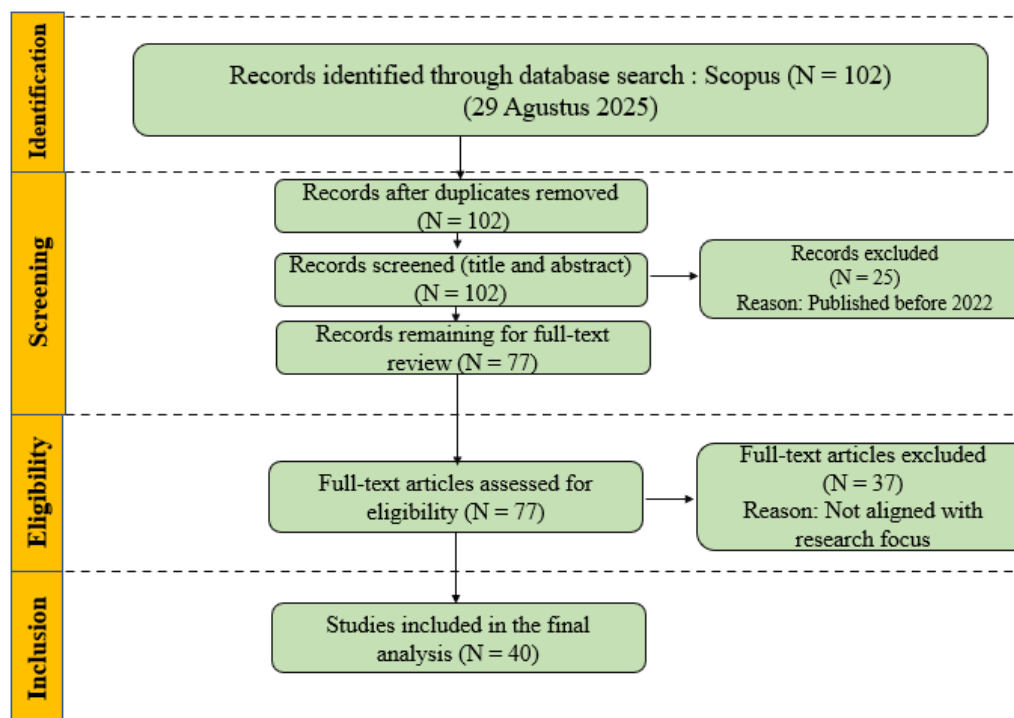 Identification
Records identified through database search : Scopus (N = 102)
(29 Agustus 2025)
Screening
Records after duplicates removed
(N = 102)
Records screened (title and abstract)
(N = 102)
Records excluded
(N = 25)
Reason: Published before 2022
Records remaining for full-text
review (N = 77)
Eligibility
Full-text articles assessed for
eligibility (N = 77)
Full-text articles excluded
(N = 37)
Reason: Not aligned with
research focus
Inclusion
Studies included in the final
analysis (N = 40)